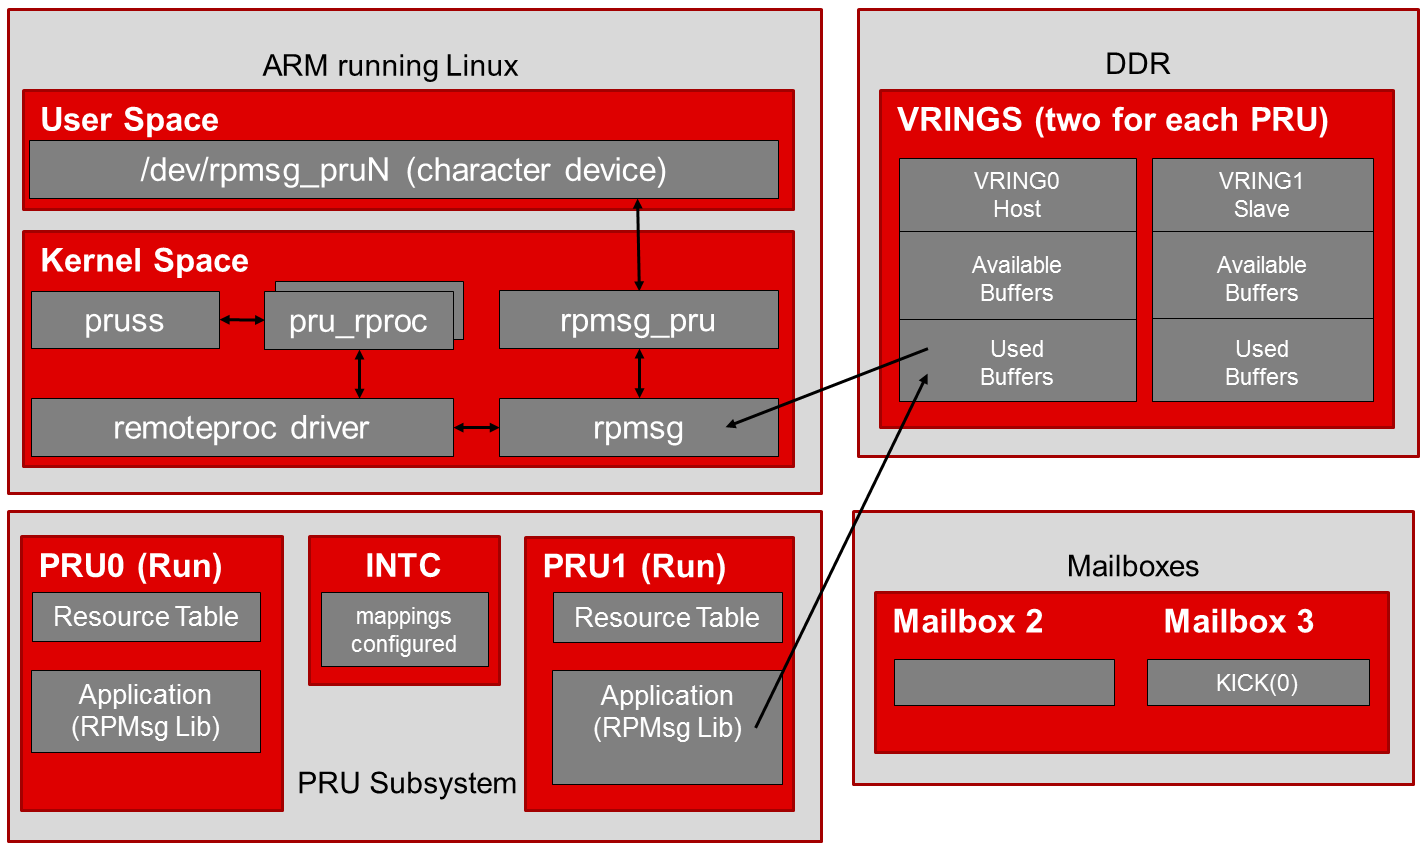 ARM running Linux
User Space
/dev/rpmsg_pruN (character device)
Kernel Space
pruss
pru_rproc
rpmsg_pru
remoteproc driver
rpmsg
DDR
VRINGS (two for each PRU)
VRING0
Host
Available
Buffers
Used
Buffers
VRING1
Slave
Available
Buffers
Used
Buffers
PRU0 (Run)
Resource Table
Application
(RPMsg Lib)
INTC
mappings
configured
PRU1 (Run)
Resource Table
Application
(RPMsg Lib)
PRU Subsystem
Mailboxes
Mailbox 2
Mailbox 3
KICK(0)